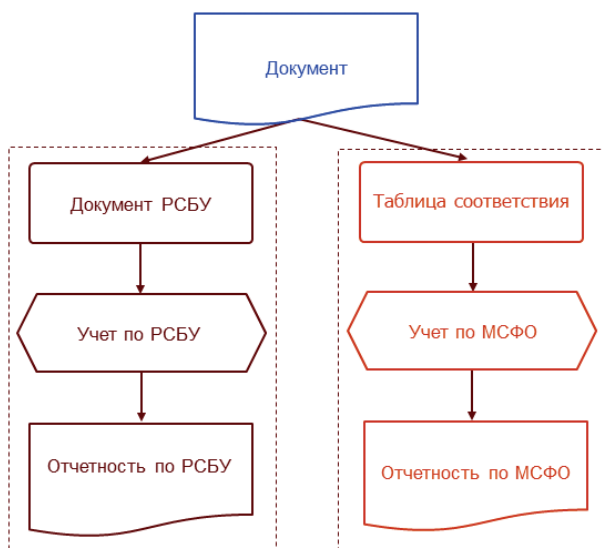 Документ
Документ РСБУ
Таблица соответствия
Учет по РСБУ
Учет по МСФО
Отчетность по РСБУ
Отчетность по МСФО